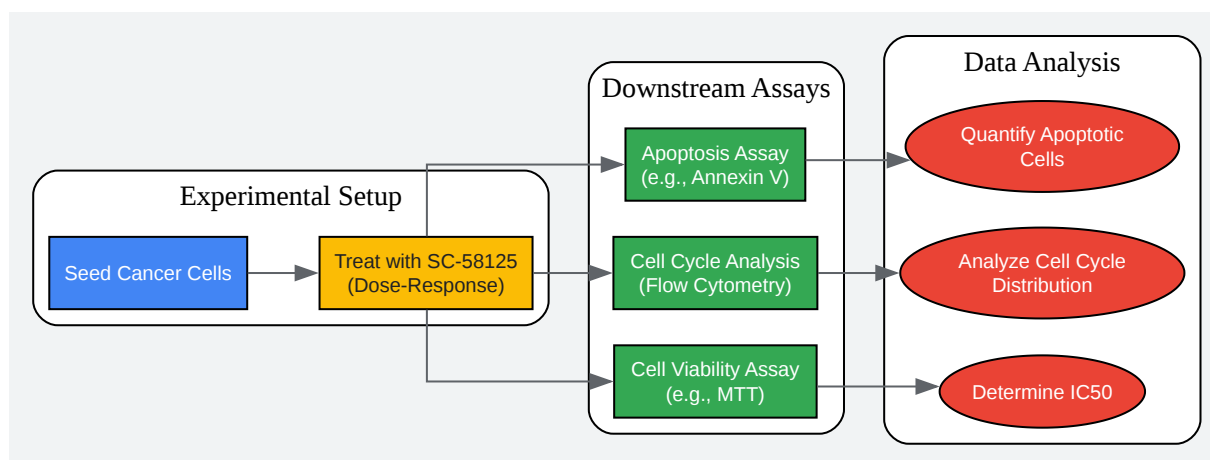 Experimental Setup
Seed Cancer Cells
Treat with SC-58125
(Dose-Response)
Downstream Assays
Apoptosis Assay
(e.g., Annexin V)
Cell Cycle Analysis
(Flow Cytometry)
Cell Viability Assay
(e.g., MTT)
Data Analysis
Quantify Apoptotic
Cells
Analyze Cell Cycle
Distribution
Determine IC50